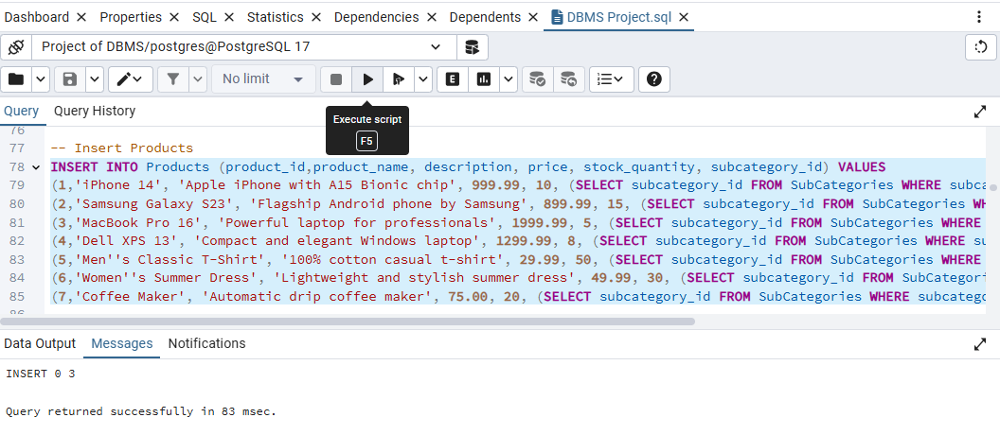 Dashboard Properties SQL Statistics Dependencies Dependents DBMS Project.sql
Project of DBMS/postgres@PostgreSQL 17
No limit E
Query Query History
Execute script
F5
76
77 -- Insert Products
78 INSERT INTO Products (product_id,product_name, description, price, stock_quantity, subcategory_id) VALUES
79 (1,'iPhone 14', 'Apple iPhone with A15 Bionic chip', 999.99, 10, (SELECT subcategory_id FROM SubCategories WHERE subca
80 (2,'Samsung Galaxy S23', 'Flagship Android phone by Samsung', 899.99, 15, (SELECT subcategory_id FROM SubCategories WH
81 (3,'MacBook Pro 16', 'Powerful laptop for professionals', 1999.99, 5, (SELECT subcategory_id FROM SubCategories WHERE
82 (4,'Dell XPS 13', 'Compact and elegant Windows laptop', 1299.99, 8, (SELECT subcategory_id FROM SubCategories WHERE su
83 (5,'Men''s Classic T-Shirt', '100% cotton casual t-shirt', 29.99, 50, (SELECT subcategory_id FROM SubCategories WHERE
84 (6,'Women''s Summer Dress', 'Lightweight and stylish summer dress', 49.99, 30, (SELECT subcategory_id FROM SubCategori
85 (7,'Coffee Maker', 'Automatic drip coffee maker', 75.00, 20, (SELECT subcategory_id FROM SubCategories WHERE subcatego
86
Data Output Messages Notifications
INSERT 0 3
Query returned successfully in 83 msec.